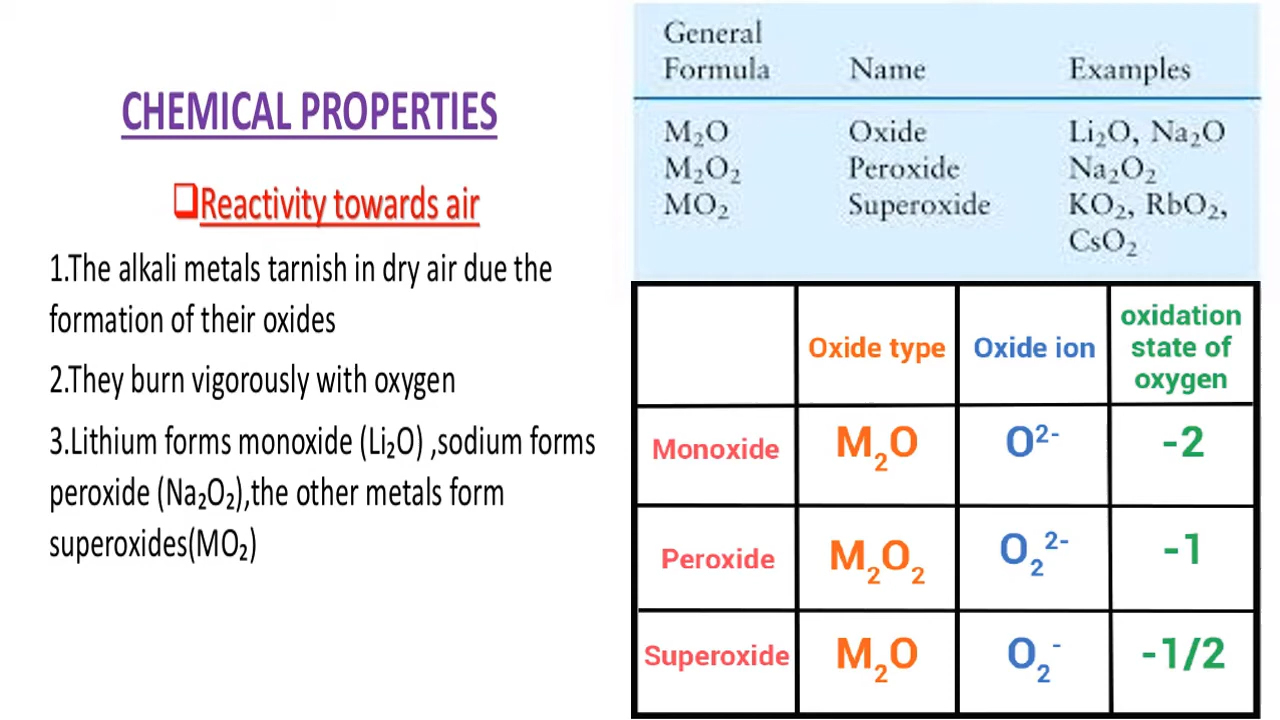 CHEMICAL PROPERTIES
❑Reactivity towards air
1.The alkali metals tarnish in dry air due the
formation of their oxides
2.They burn vigorously with oxygen
3.Lithium forms monoxide (Li₂O) ,sodium forms
peroxide (Na₂O₂),the other metals form
superoxides(MO₂)
General
Formula Name Examples
M₂O Oxide Li₂O, Na₂O
M₂O₂ Peroxide Na₂O₂
MO₂ Superoxide KO₂, RbO₂,
CsO₂
Oxide type Oxide ion oxidation
state of
oxygen
Monoxide M₂O O²⁻ -2
Peroxide M₂O₂ O₂²⁻ -1
Superoxide M₂O O₂⁻ -1/2